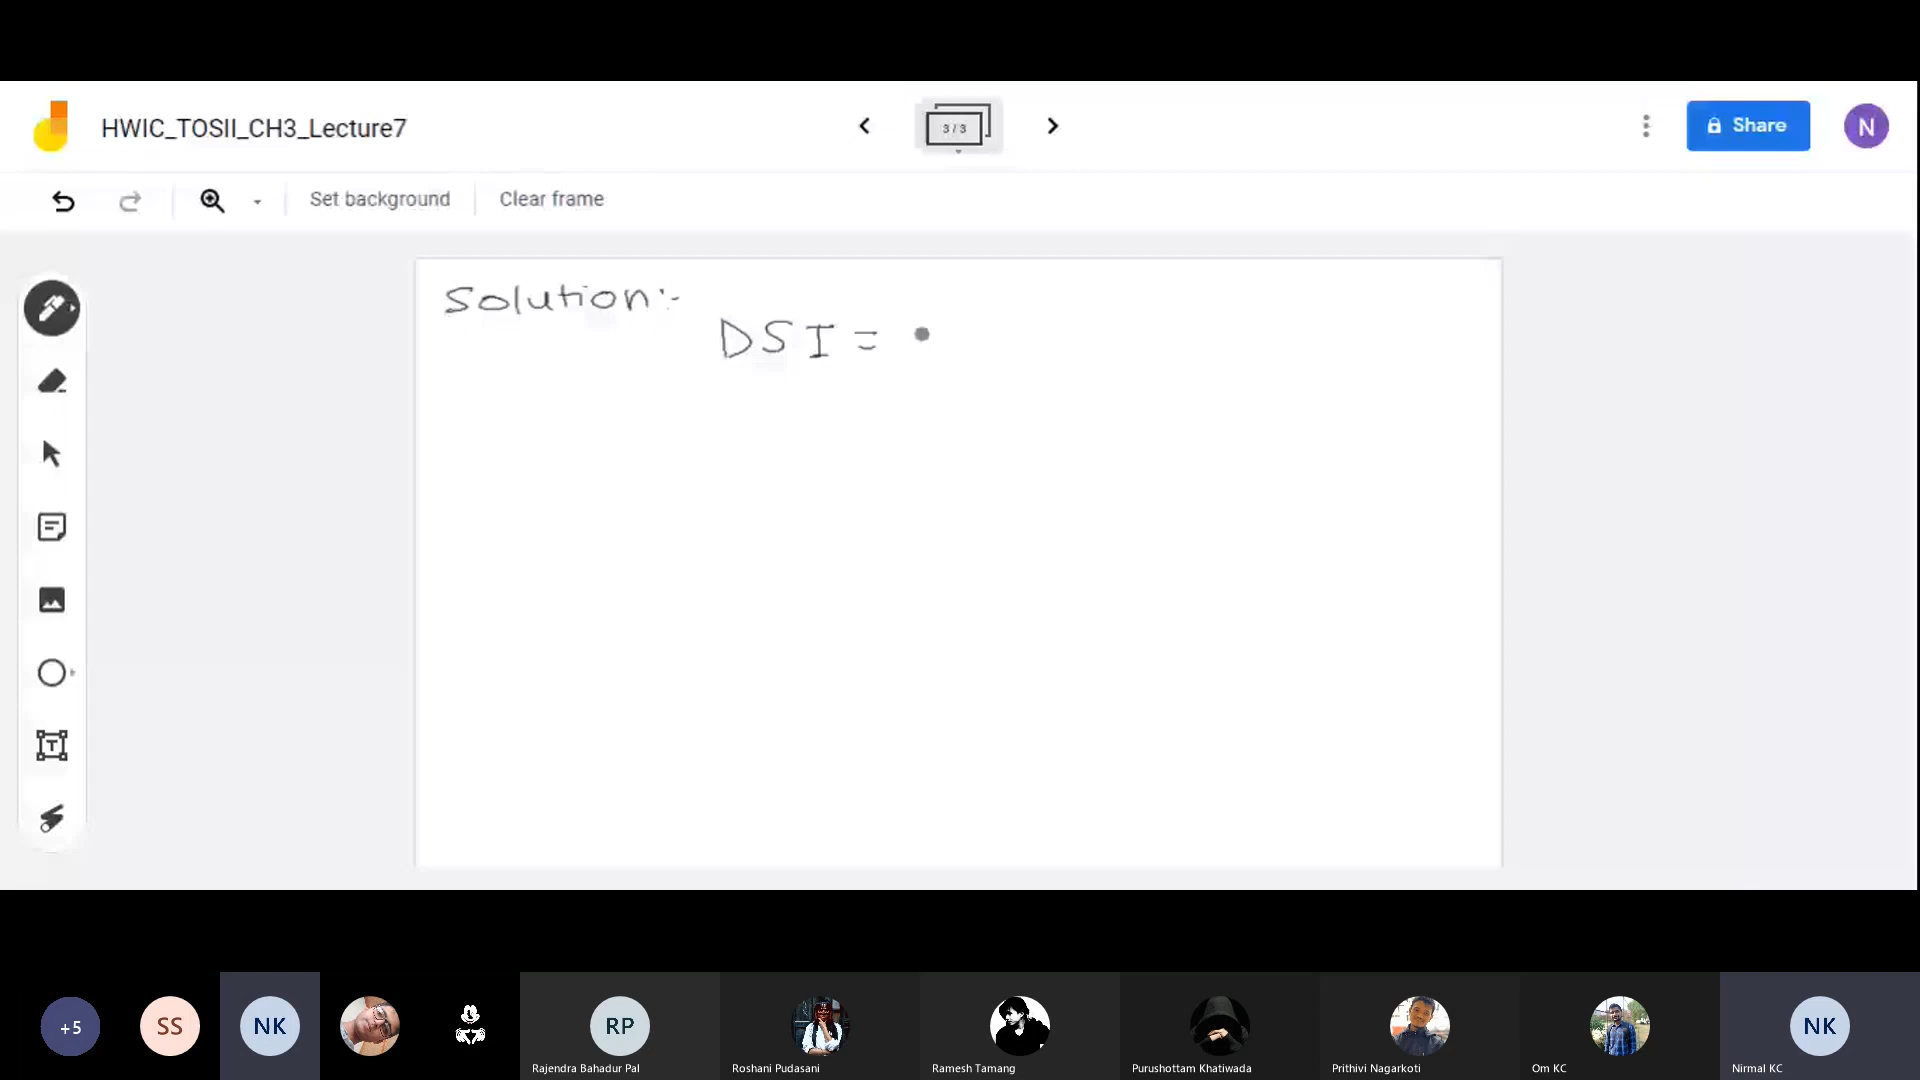 HWIC_TOSII_CH3_Lecture7
3 / 3
Share
N
Set background
Clear frame
Solution:-
DSI =
T
+5
SS
NK
RP
NK
Rajendra Bahadur Pal
Roshani Pudasani
Ramesh Tamang
Purushottam Khatiwada
Prithivi Nagarkoti
Om KC
Nirmal KC